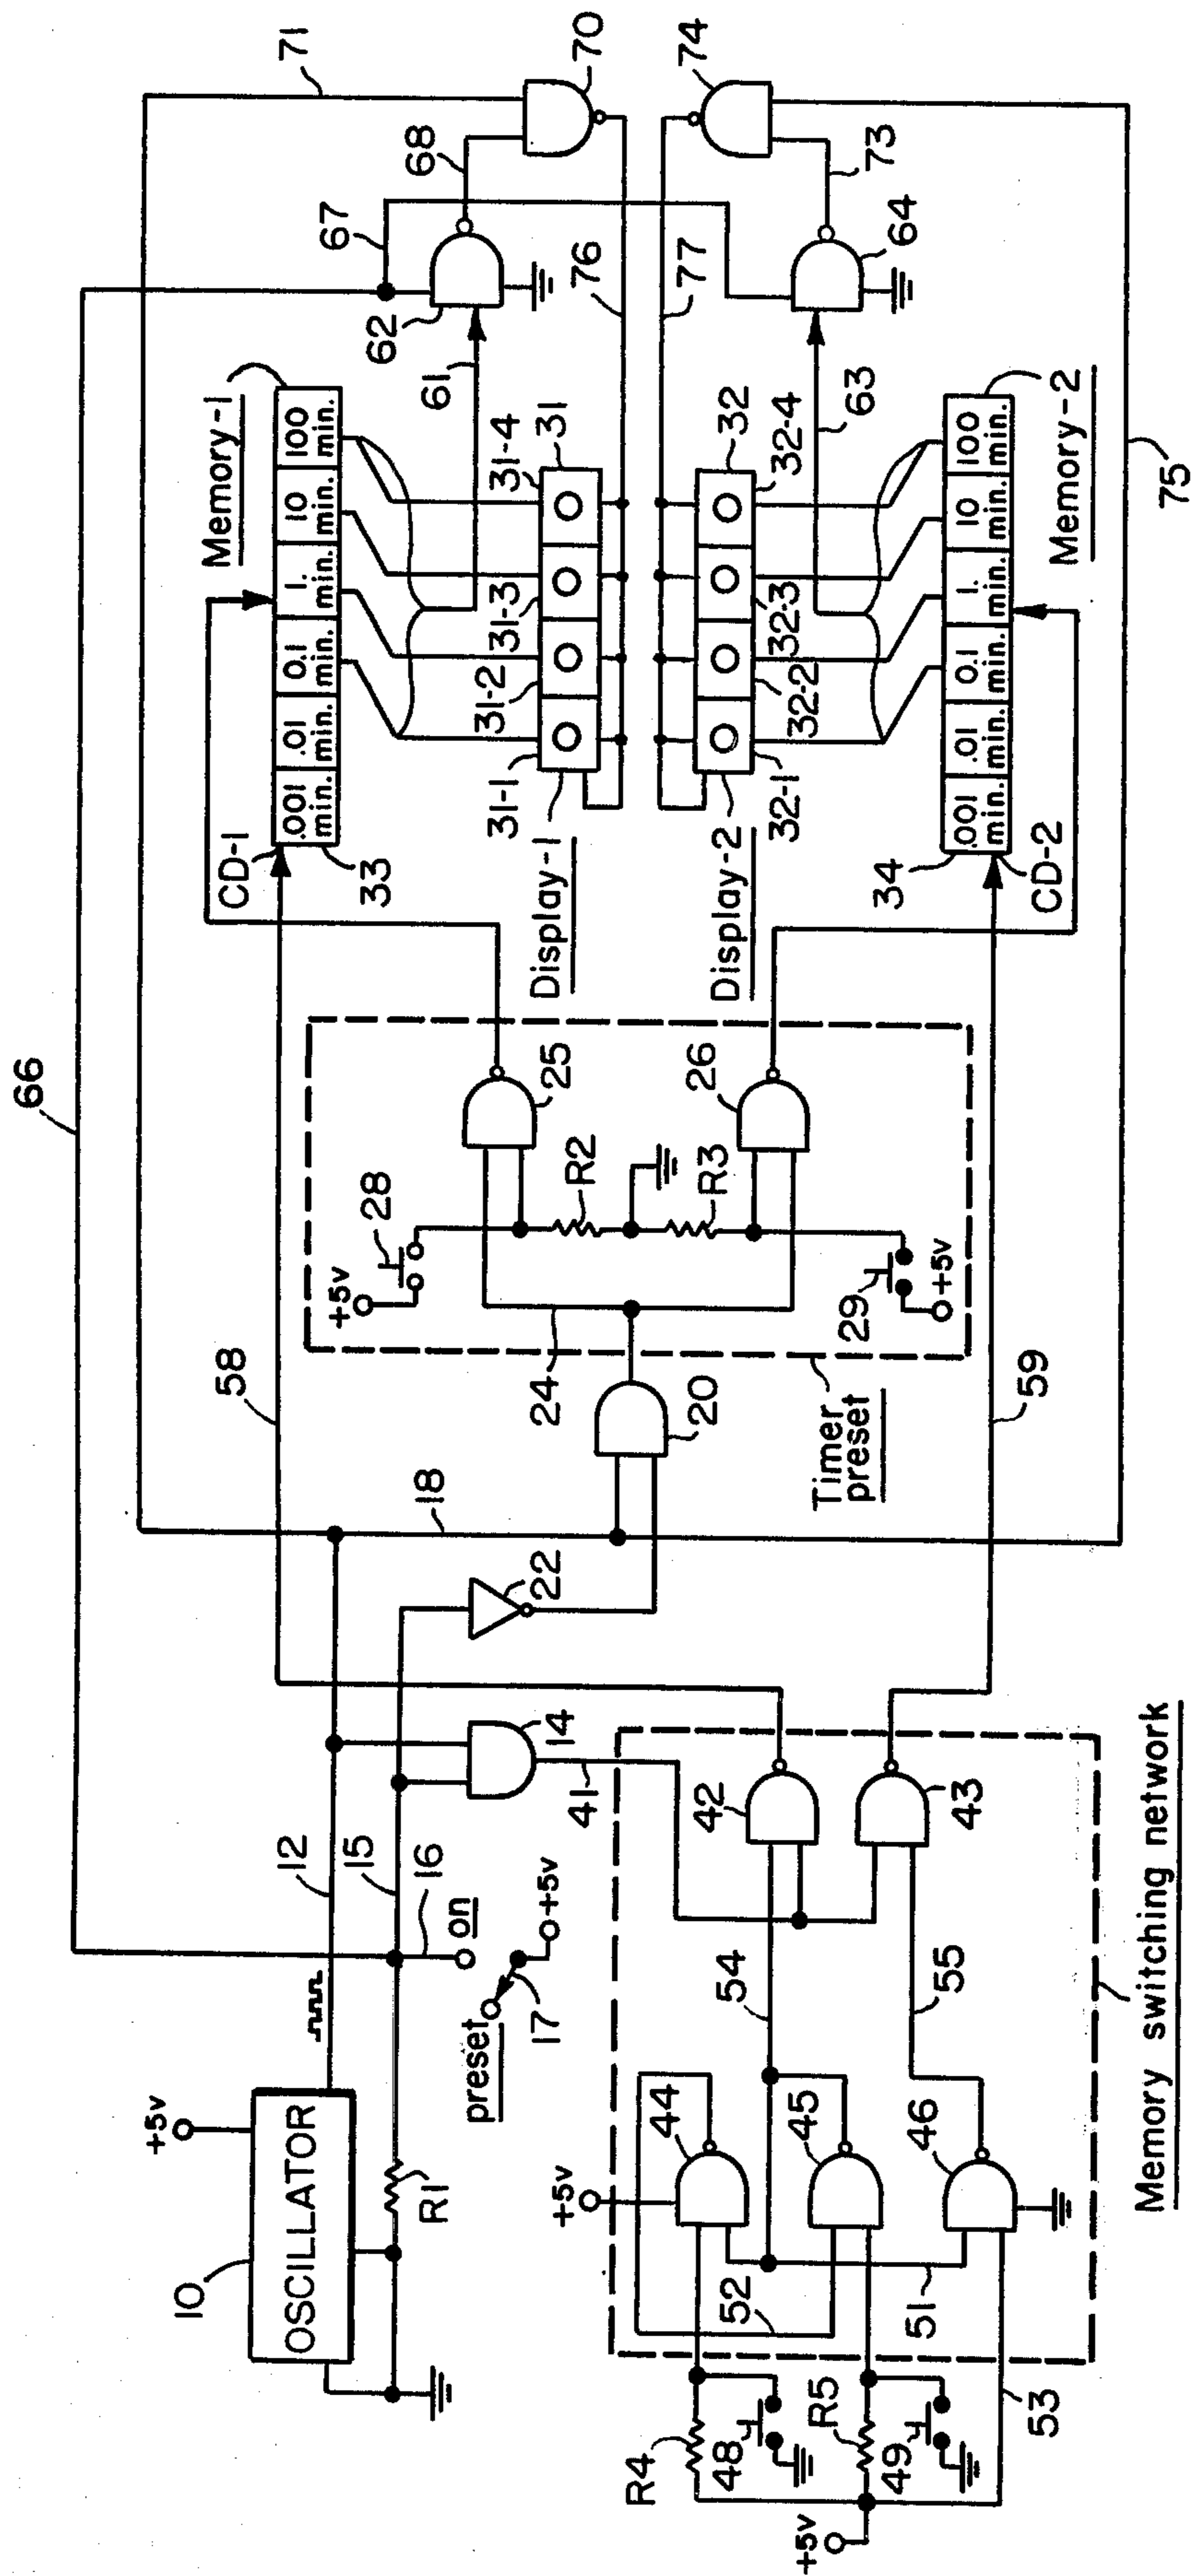 66
71
67
68
70
12
15
16
58
18
+5v
10
OSCILLATOR
R1
on
preset
17
+5v
14
41
22
20
24
+5v
28
25
R2
R3
26
29
+5v
Timer
preset
CD-1
33
.001
min.
.01
min.
0.1
min.
1.
min.
10
min.
100
min.
Memory-1
61
62
31-1
31-2
31-3
31-4
31
Display-1
76
77
74
73
64
63
Display-2
32-1
32-2
32-3
32-4
32
34
CD-2
.001
min.
.01
min.
0.1
min.
1.
min.
10
min.
100
min.
Memory-2
75
59
R4
48
R5
49
+5v
53
+5v
44
52
45
51
46
54
55
42
43
Memory switching network